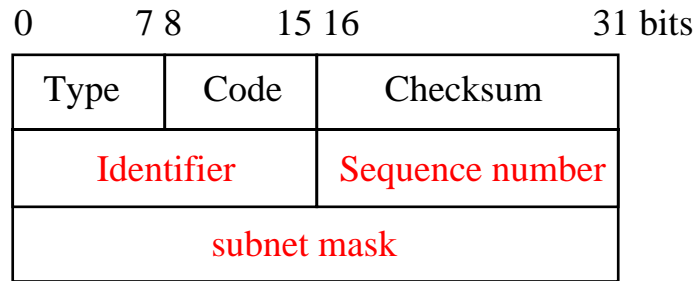 0 7 8 15 16 31 bits
Type Code Checksum
Identifier Sequence number
subnet mask